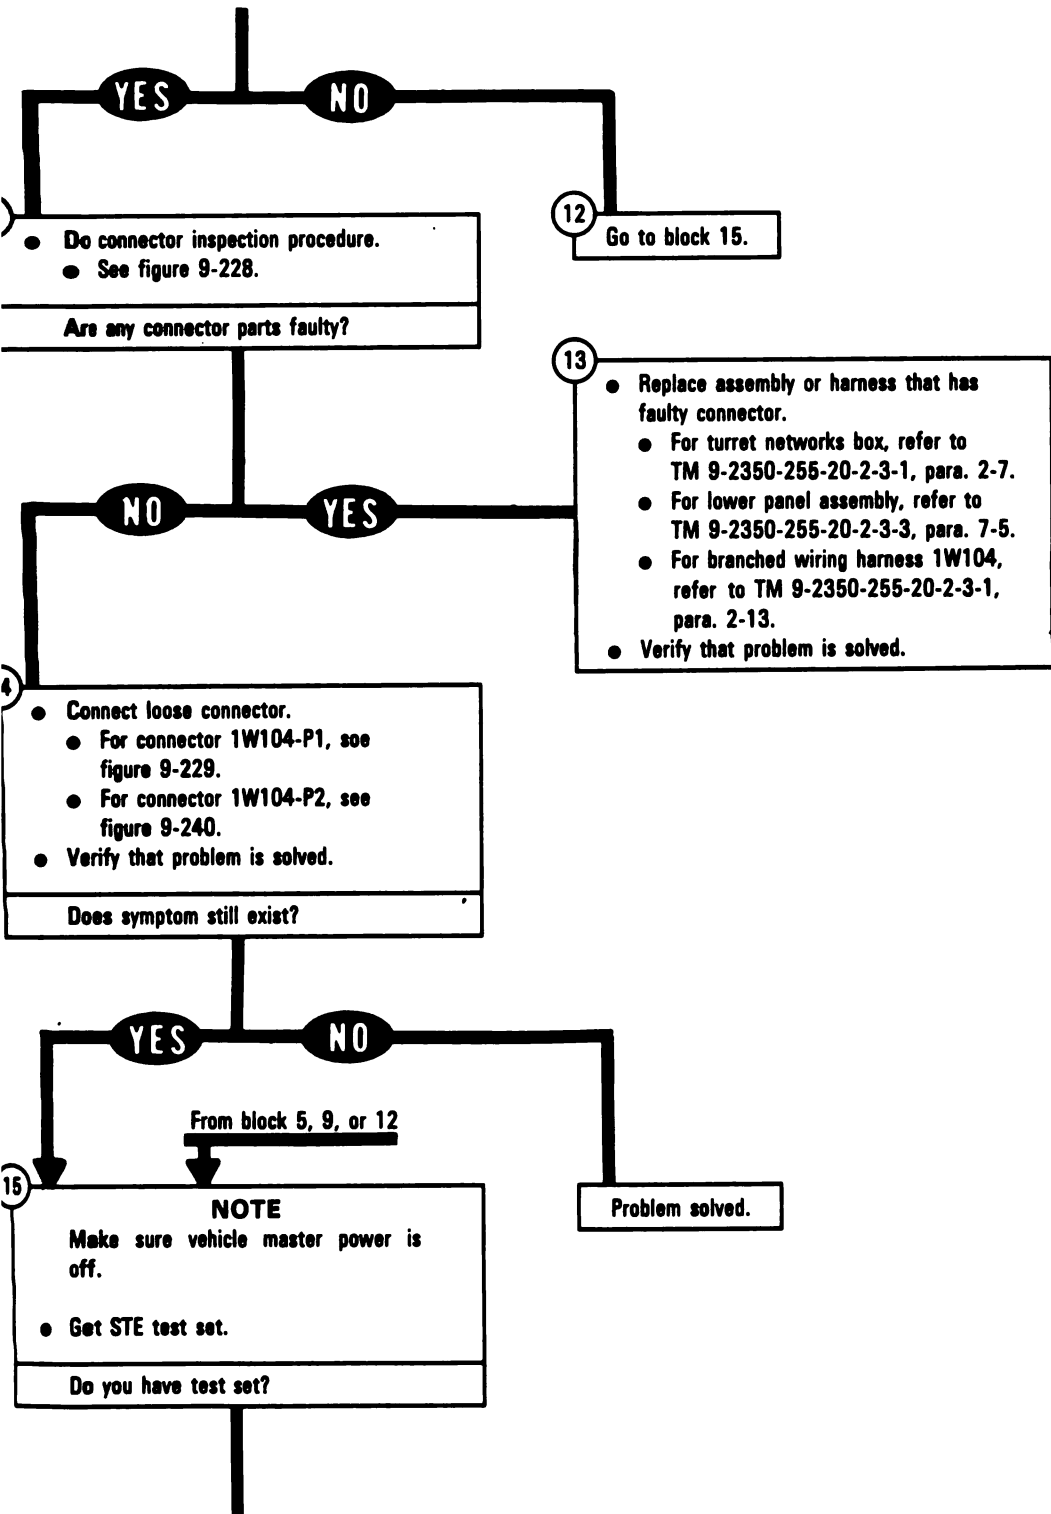 YES NO
12
Go to block 15.
Do connector inspection procedure.
See figure 9-228.
Are any connector parts faulty?
13
Replace assembly or harness that has
faulty connector.
For turret networks box, refer to
TM 9-2350-255-20-2-3-1, para. 2-7.
For lower panel assembly, refer to
TM 9-2350-255-20-2-3-3, para. 7-5.
For branched wiring harness 1W104,
refer to TM 9-2350-255-20-2-3-1,
para. 2-13.
Verify that problem is solved.
NO YES
4
Connect loose connector.
For connector 1W104-P1, see
figure 9-229.
For connector 1W104-P2, see
figure 9-240.
Verify that problem is solved.
Does symptom still exist?
YES NO
From block 5, 9, or 12
15
NOTE
Make sure vehicle master power is
off.
Get STE test set.
Do you have test set?
Problem solved.